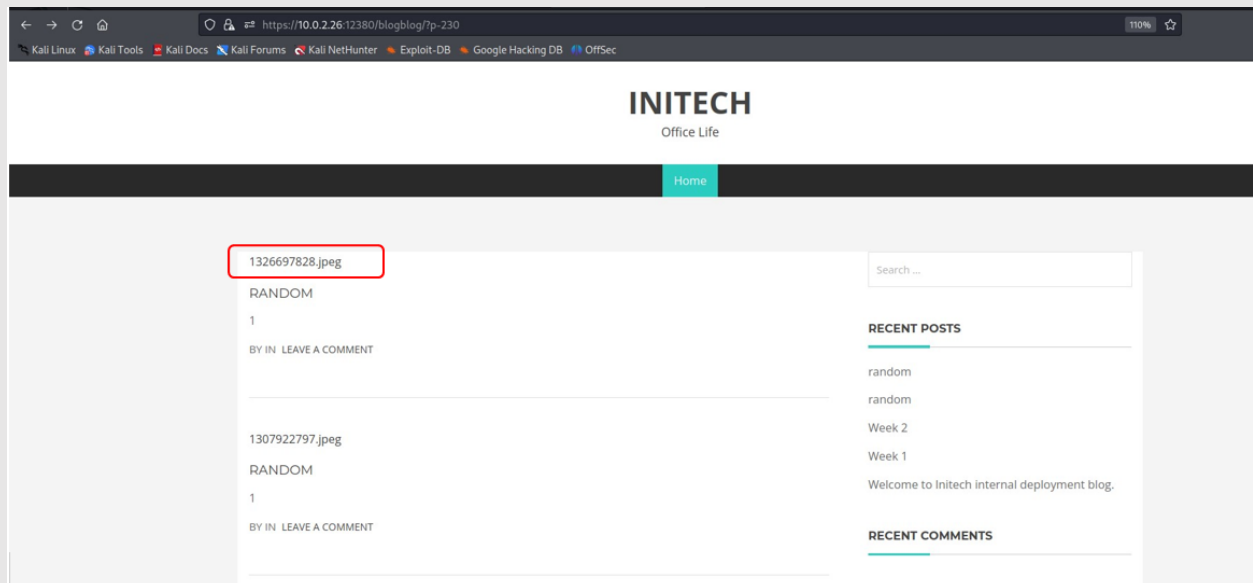 https://10.0.2.26:12380/blogblog/?p-230
110%
Kali Linux Kali Tools Kali Docs Kali Forums Kali NetHunter Exploit-DB Google Hacking DB OffSec
INITECH
Office Life
Home
1326697828.jpeg
RANDOM
1
BY IN LEAVE A COMMENT
1307922797.jpeg
RANDOM
1
BY IN LEAVE A COMMENT
Search ...
RECENT POSTS
random
random
Week 2
Week 1
Welcome to Initech internal deployment blog.
RECENT COMMENTS